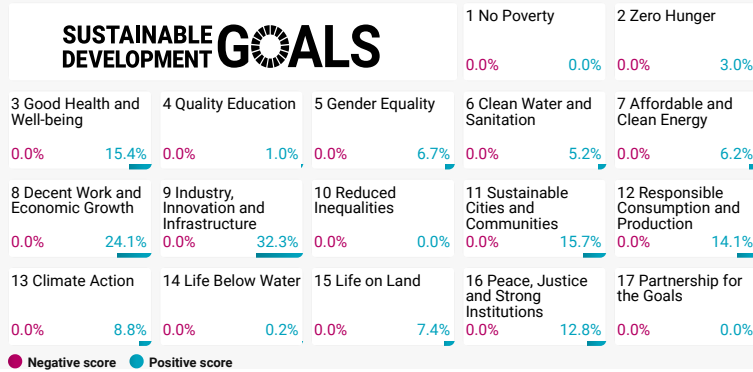 SUSTAINABLE
DEVELOPMENT
GOALS
1 No Poverty
0.0% 0.0%
2 Zero Hunger
0.0% 3.0%
3 Good Health and
Well-being
0.0% 15.4%
4 Quality Education
0.0% 1.0%
5 Gender Equality
0.0% 6.7%
6 Clean Water and
Sanitation
0.0% 5.2%
7 Affordable and
Clean Energy
0.0% 6.2%
8 Decent Work and
Economic Growth
0.0% 24.1%
9 Industry,
Innovation and
Infrastructure
0.0% 32.3%
10 Reduced
Inequalities
0.0% 0.0%
11 Sustainable
Cities and
Communities
0.0% 15.7%
12 Responsible
Consumption and
Production
0.0% 14.1%
13 Climate Action
0.0% 8.8%
14 Life Below Water
0.0% 0.2%
15 Life on Land
0.0% 7.4%
16 Peace, Justice
and Strong
Institutions
0.0% 12.8%
17 Partnership for
the Goals
0.0% 0.0%
Negative score Positive score